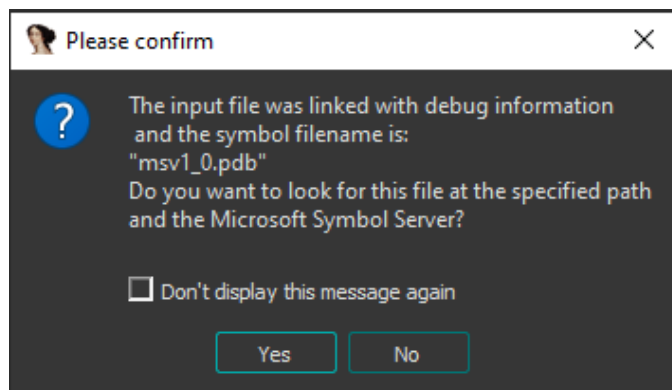 Please confirm
The input file was linked with debug information
and the symbol filename is:
"msv1_0.pdb"
Do you want to look for this file at the specified path
and the Microsoft Symbol Server?
Don't display this message again
Yes
No